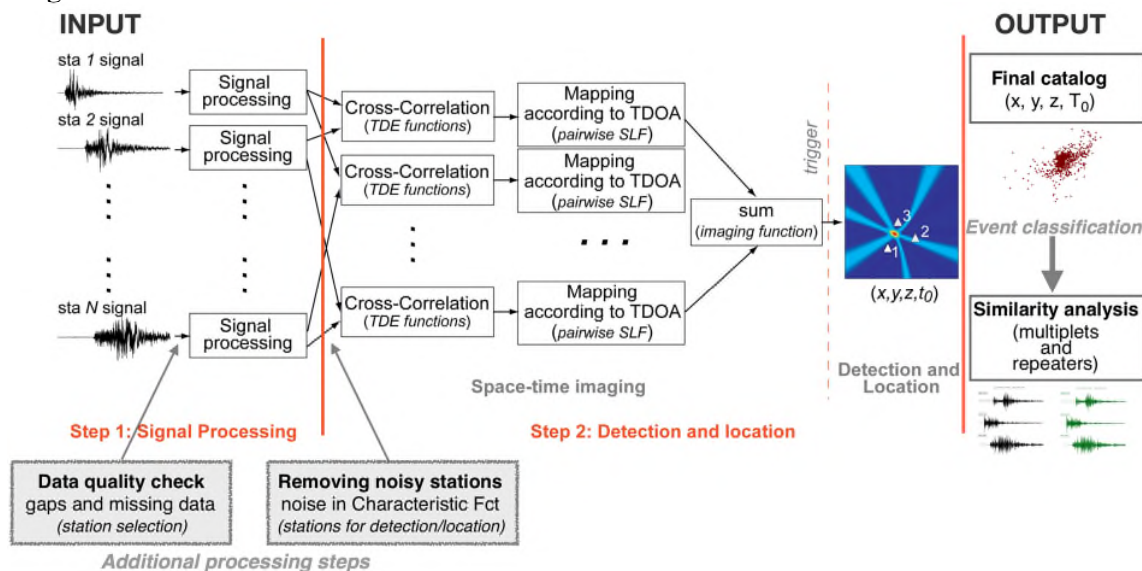 INPUT
OUTPUT
sta 1 signal
Signal
processing
sta 2 signal
Signal
processing
sta N signal
Signal
processing
Cross-Correlation
(TDE functions)
Cross-Correlation
(TDE functions)
Cross-Correlation
(TDE functions)
Mapping
according to TDOA
(pairwise SLF)
Mapping
according to TDOA
(pairwise SLF)
Mapping
according to TDOA
(pairwise SLF)
sum
(imaging function)
trigger
3
2
1
(x,y,z,t₀)
Final catalog
(x, y, z, T₀)
Event classification
Similarity analysis
(multiplets
and
repeaters)
Space-time imaging
Detection and
Location
Step 1: Signal Processing
Step 2: Detection and location
Data quality check
gaps and missing data
(station selection)
Removing noisy stations
noise in Characteristic Fct
(stations for detection/location)
Additional processing steps